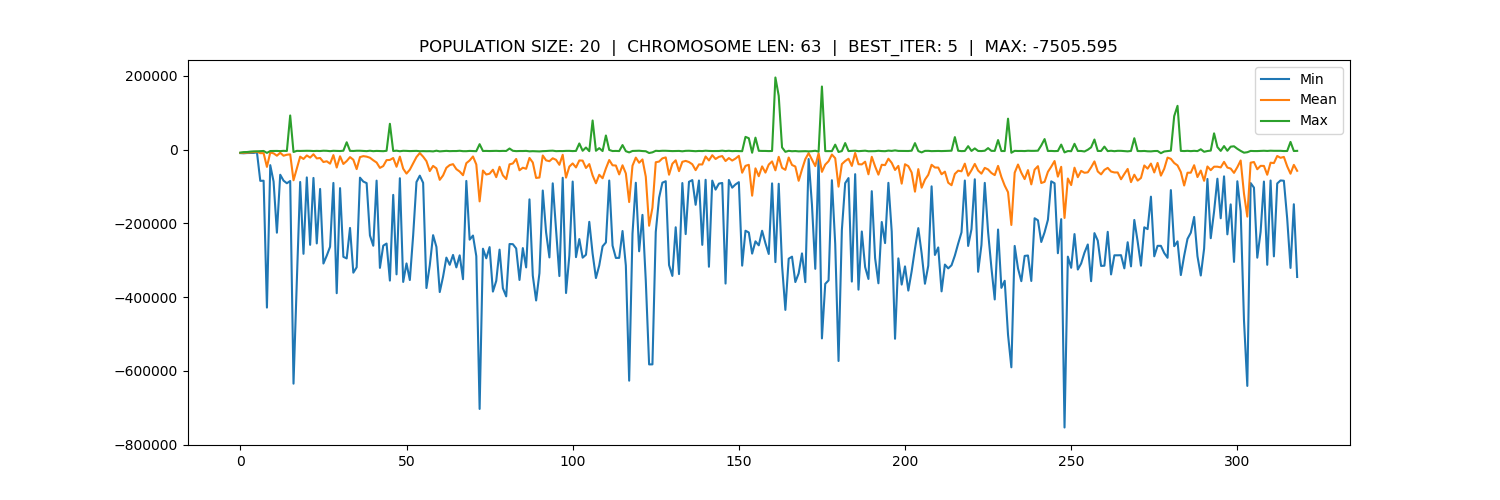 POPULATION SIZE: 20 | CHROMOSOME LEN: 63 | BEST_ITER: 5 | MAX: -7505.595
200000
0
−200000
−400000
−600000
−800000
0 50 100 150 200 250 300
Min
Mean
Max